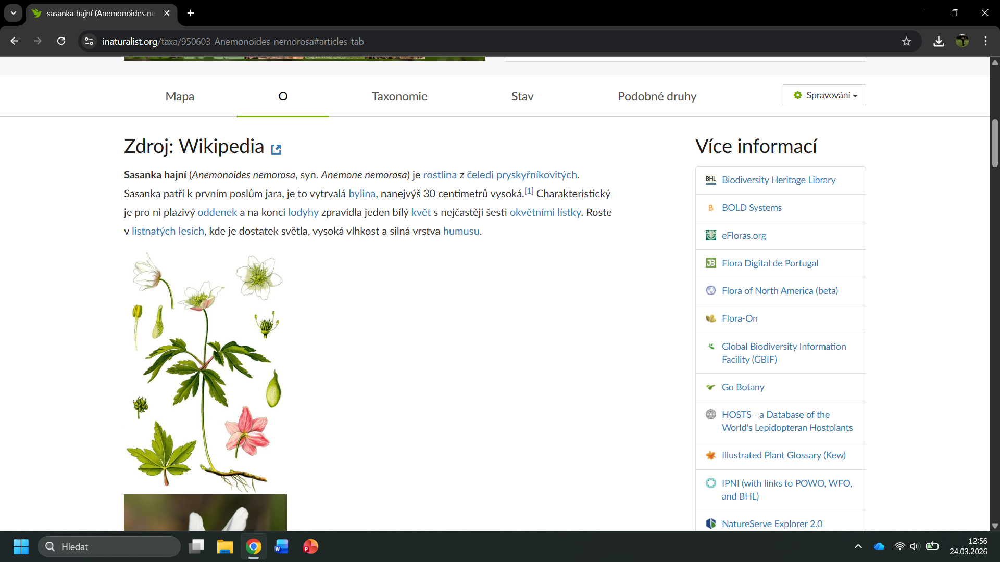 sasanka hajní (Anemonoides ne
inaturalist.org/taxa/950603-Anemonoides-nemorosa#articles-tab
Mapa
O
Taxonomie
Stav
Podobné druhy
Spravování
Zdroj: Wikipedia
Sasanka hajní (Anemonoides nemorosa, syn. Anemone nemorosa) je rostlina z čeledi pryskyřníkovitých.
Sasanka patří k prvním poslům jara, je to vytrvalá bylina, nanejvýš 30 centimetrů vysoká.[1] Charakteristický
je pro ni plazivý oddenek a na konci lodyhy zpravidla jeden bílý květ s nejčastěji šesti okvětními lístky. Roste
v listnatých lesích, kde je dostatek světla, vysoká vlhkost a silná vrstva humusu.
Více informací
BHL Biodiversity Heritage Library
B BOLD Systems
eFloras.org
JB Flora Digital de Portugal
Flora of North America (beta)
Flora-On
Global Biodiversity Information
Facility (GBIF)
Go Botany
HOSTS - a Database of the
World's Lepidopteran Hostplants
Illustrated Plant Glossary (Kew)
IPNI (with links to POWO, WFO,
and BHL)
NatureServe Explorer 2.0
Hledat
W
P
12:56
24.03.2026